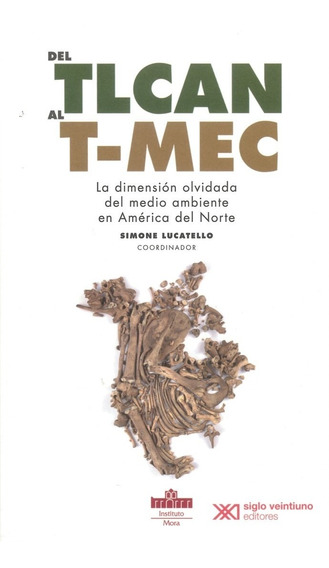 DEL
TLCAN
AL
T-MEC
La dimensión olvidada
del medio ambiente
en América del Norte
SIMONE LUCATELLO
COORDINADOR
Instituto
Mora
XXI
siglo veintiuno
editores